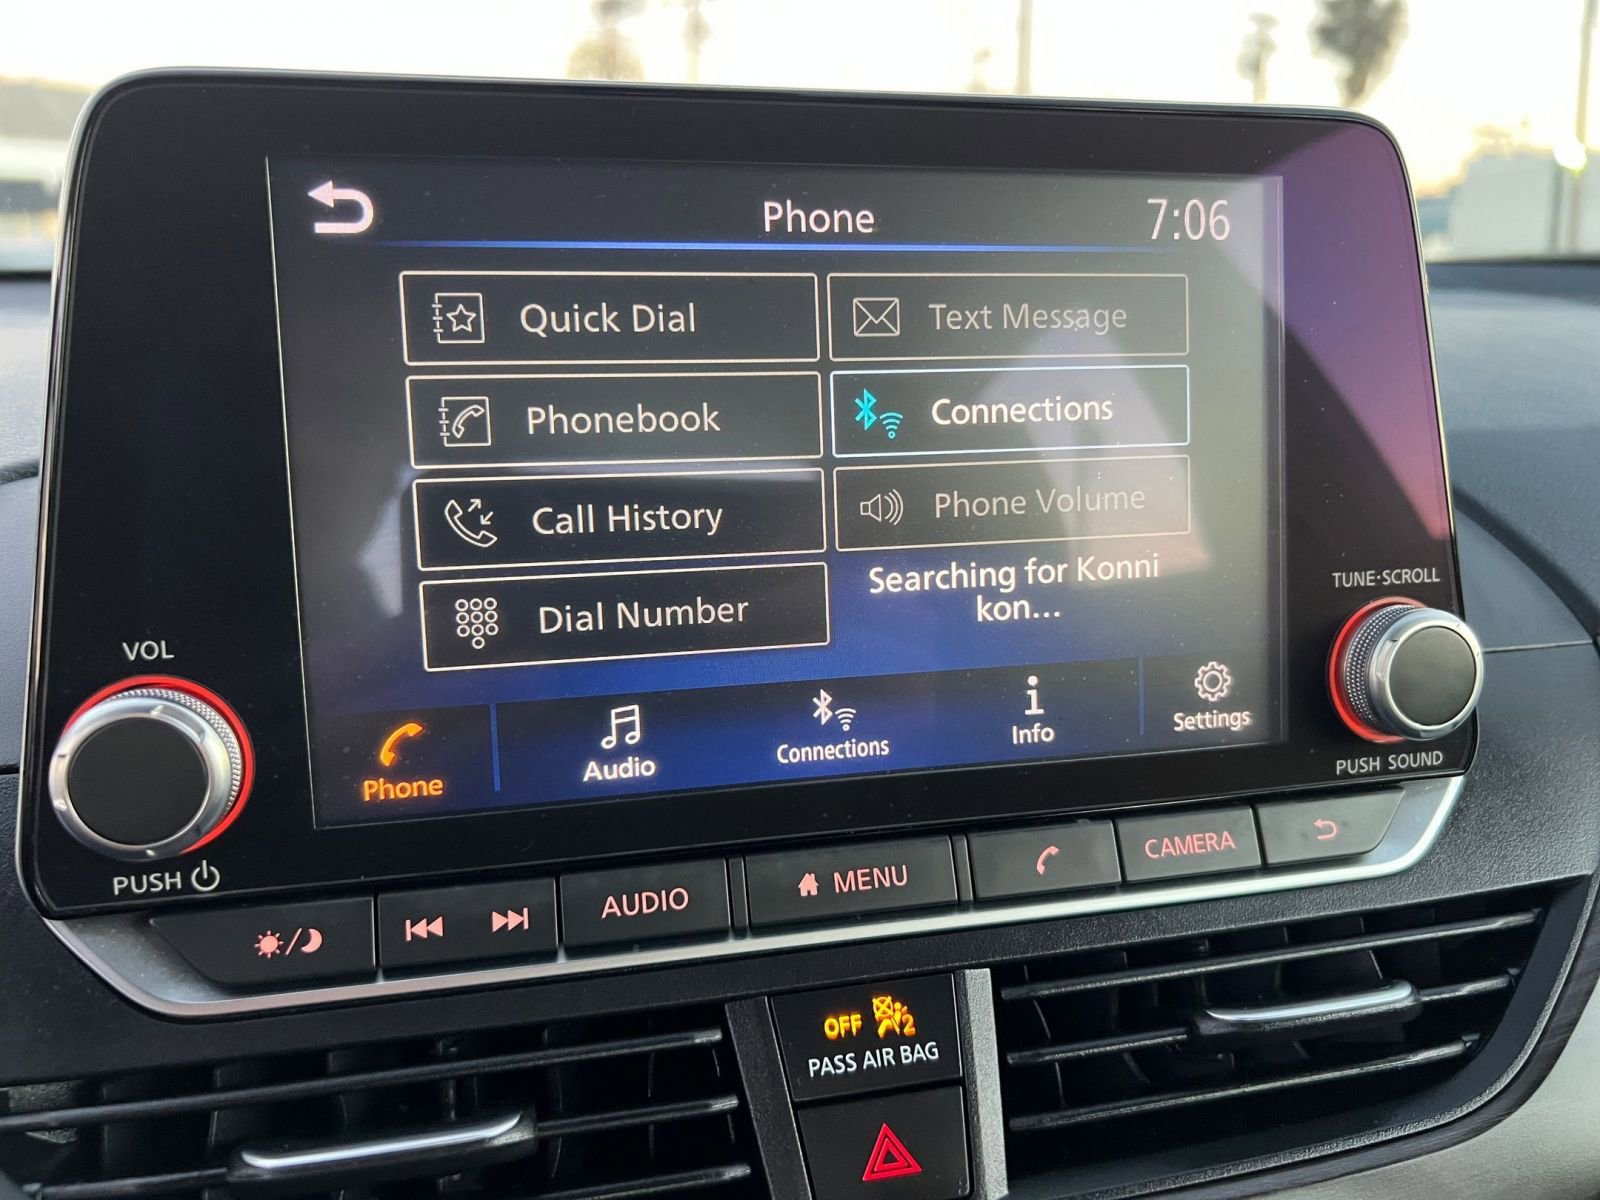 Phone
7:06
Quick Dial
Text Message
Phonebook
Connections
Call History
Phone Volume
Dial Number
Searching for Konni
kon...
Phone
Audio
Connections
Info
Settings
VOL
PUSH
TUNE·SCROLL
PUSH SOUND
AUDIO
MENU
CAMERA
OFF
2
PASS AIR BAG